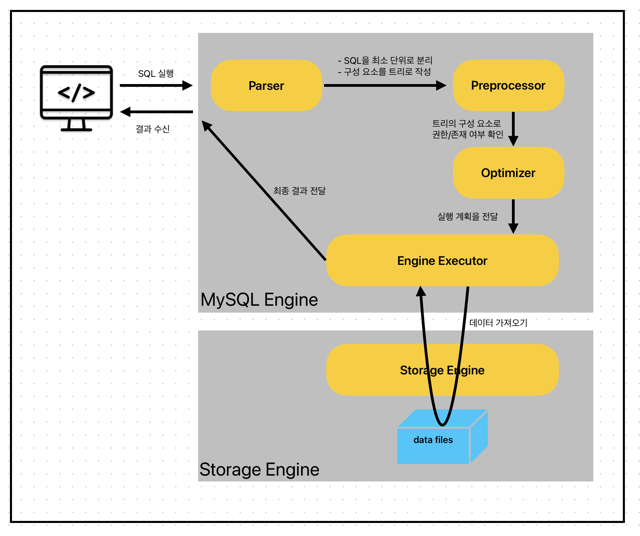 SQL 실행
결과 수신
</>
Parser
- SQL을 최소 단위로 분리
- 구성 요소를 트리로 작성
Preprocessor
트리의 구성 요소로
권한/존재 여부 확인
Optimizer
실행 계획을 전달
최종 결과 전달
Engine Executor
MySQL Engine
데이터 가져오기
Storage Engine
data files
Storage Engine